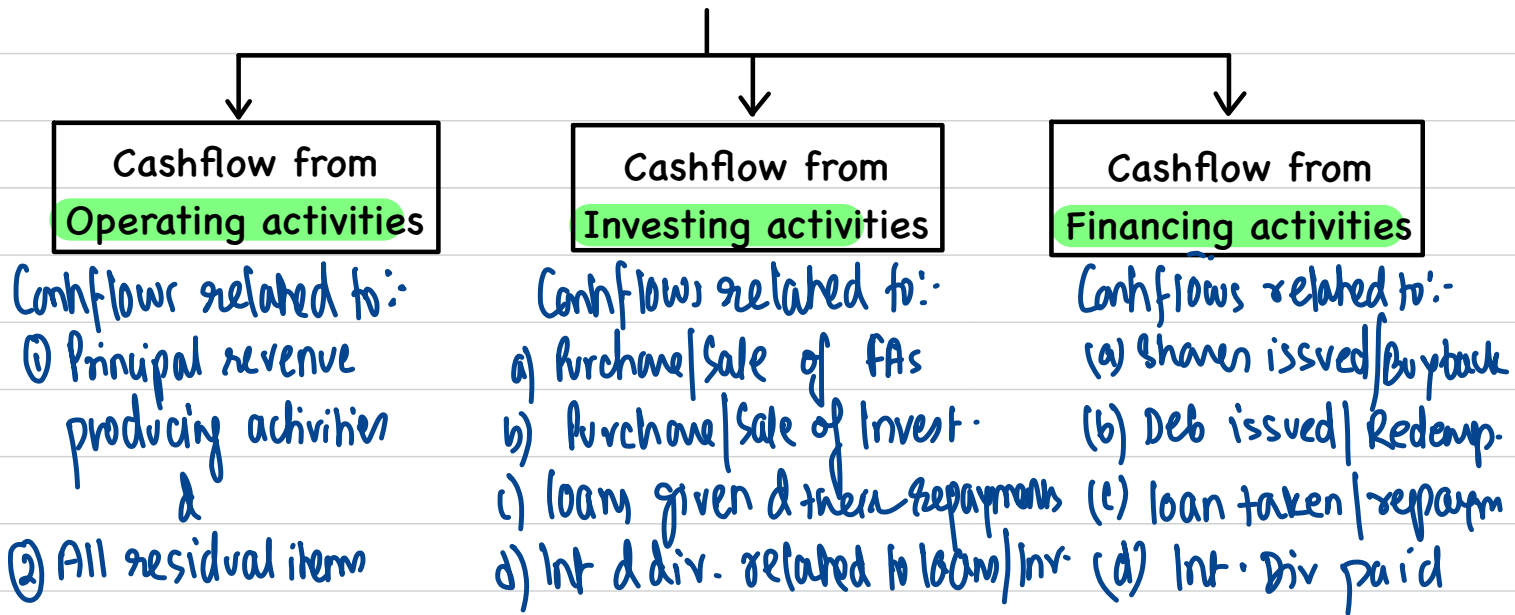 Cashflow from
Operating activities
Cashflows related to:-
① Principal revenue
producing activities
&
② All residual items
Cashflow from
Investing activities
Cashflows related to:-
a) Purchase/Sale of FAs
b) Purchase/Sale of Invest.
c) loans given & their repayments
d) Int & div. related to loans/Inv.
Cashflow from
Financing activities
Cashflows related to:-
(a) Shares issued/Buyback
(b) Deb issued/Redemp.
(c) loan taken/repaym
(d) Int. Div paid